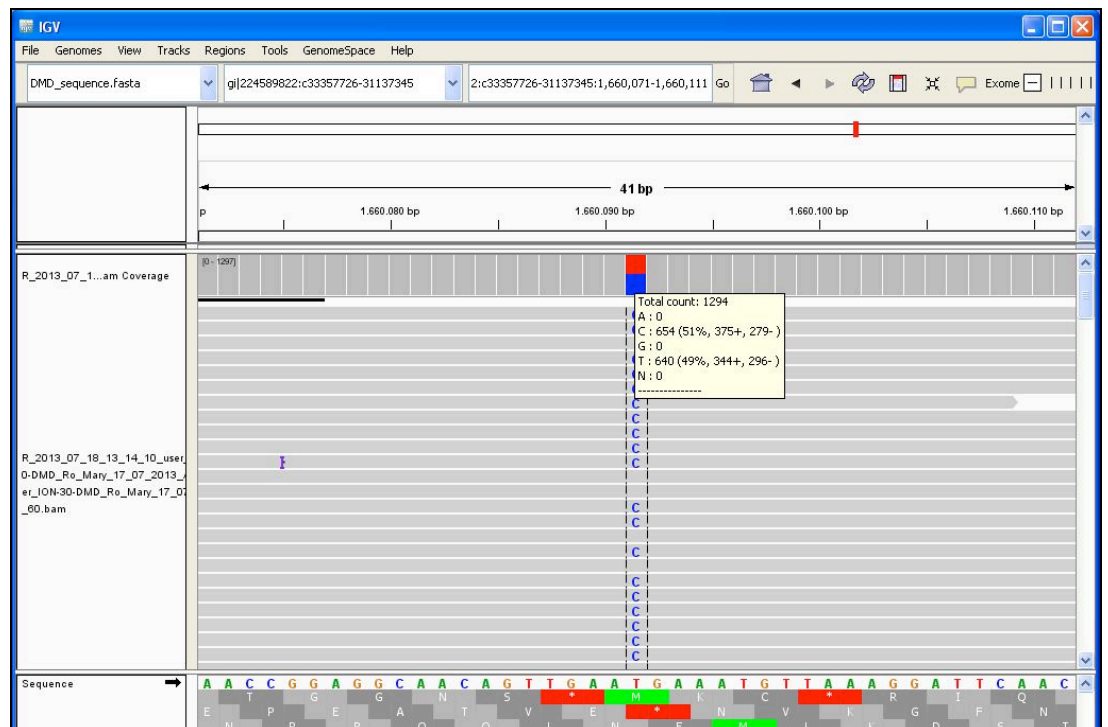 IGV
File Genomes View Tracks Regions Tools GenomeSpace Help
DMD_sequence.fasta gi|224589822:c33357726-31137345 2:c33357726-31137345:1,660,071-1,660,111 Go Exome
41 bp
p 1.660.080 bp 1.660.090 bp 1.660.100 bp 1.660.110 bp
R_2013_07_1...am Coverage
[0 - 1297]
Total count: 1294
A : 0
C : 654 (51%, 375+, 279- )
G : 0
T : 640 (49%, 344+, 296- )
N : 0
---------------
C
C
C
C
C
C
C
C
C
C
C
C
C
C
R_2013_07_18_13_14_10_user_
0-DMD_Ro_Mary_17_07_2013_
er_ION-30-DMD_Ro_Mary_17_07
_60.bam
Sequence
A A C C G G A G G C A A C A G T T G A A T G A A A T G T T A A A G G A T T C A A C
T G G N S * M K C * R I Q
E P E A T V E * N V K G F N